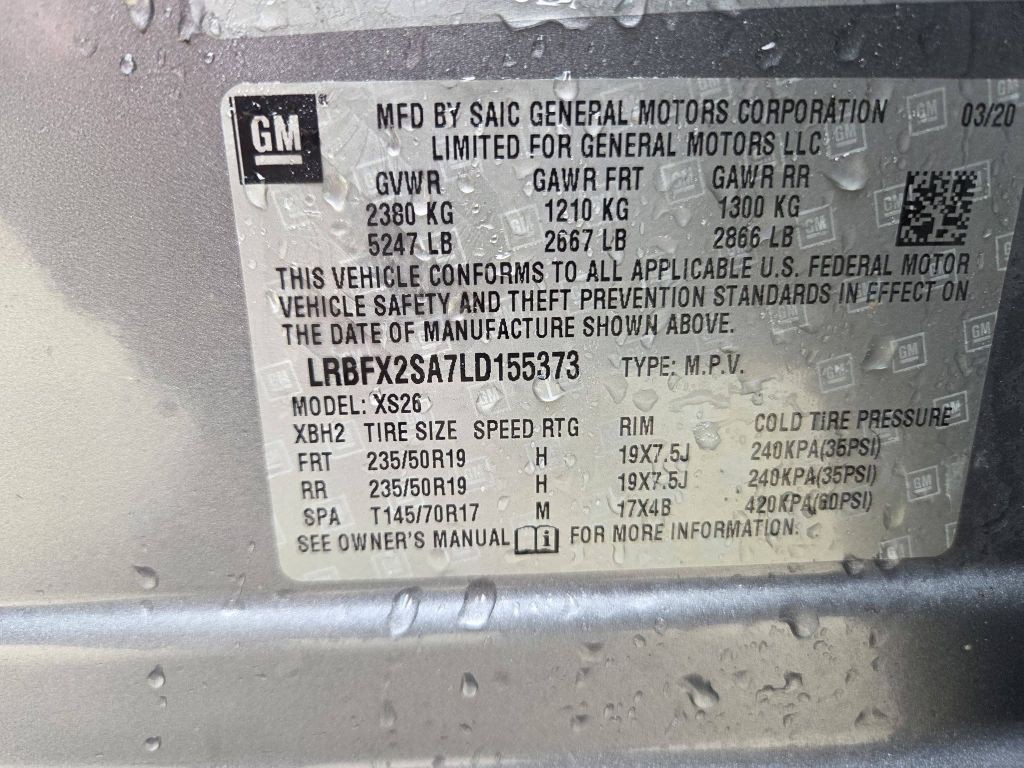 GM ®
MFD BY SAIC GENERAL MOTORS CORPORATION 03/20
LIMITED FOR GENERAL MOTORS LLC
GVWR GAWR FRT GAWR RR
2380 KG 1210 KG 1300 KG
5247 LB 2667 LB 2866 LB
THIS VEHICLE CONFORMS TO ALL APPLICABLE U.S. FEDERAL MOTOR
VEHICLE SAFETY AND THEFT PREVENTION STANDARDS IN EFFECT ON
THE DATE OF MANUFACTURE SHOWN ABOVE.
LRBFX2SA7LD155373 TYPE: M.P.V.
MODEL: XS26
XBH2 TIRE SIZE SPEED RTG RIM COLD TIRE PRESSURE
FRT 235/50R19 H 19X7.5J 240KPA(35PSI)
RR 235/50R19 H 19X7.5J 240KPA(35PSI)
SPA T145/70R17 M 17X4B 420KPA(60PSI)
SEE OWNER'S MANUAL i FOR MORE INFORMATION.